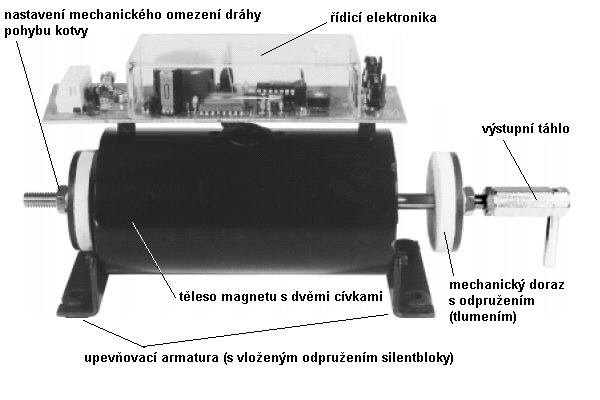 nastavení mechanického omezení dráhy
pohybu kotvy
řídicí elektronika
výstupní táhlo
mechanický doraz
s odpružením
(tlumením)
těleso magnetu s dvěmi cívkami
upevňovací armatura (s vloženým odpružením silentbloky)